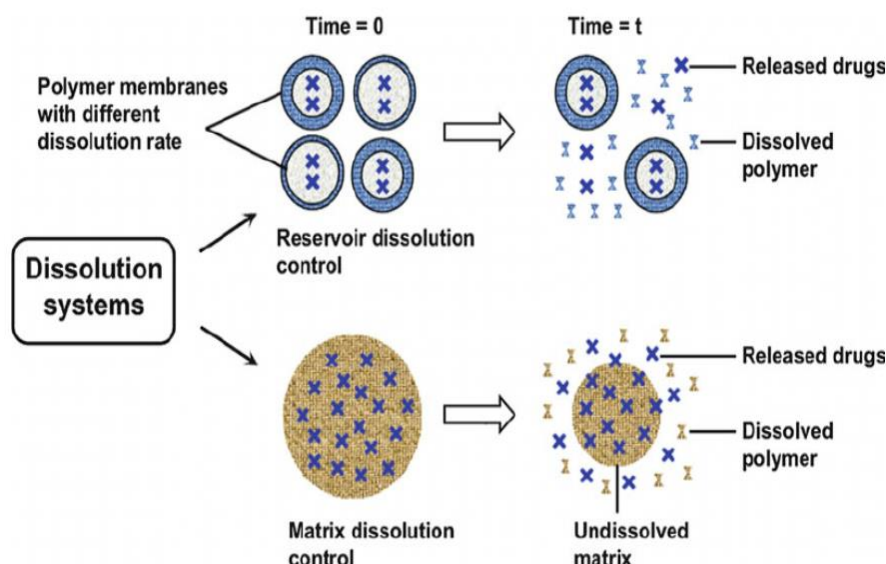 Time = 0
Time = t
Polymer membranes
with different
dissolution rate
Released drugs
Dissolved
polymer
Reservoir dissolution
control
Dissolution
systems
Released drugs
Dissolved
polymer
Matrix dissolution
control
Undissolved
matrix